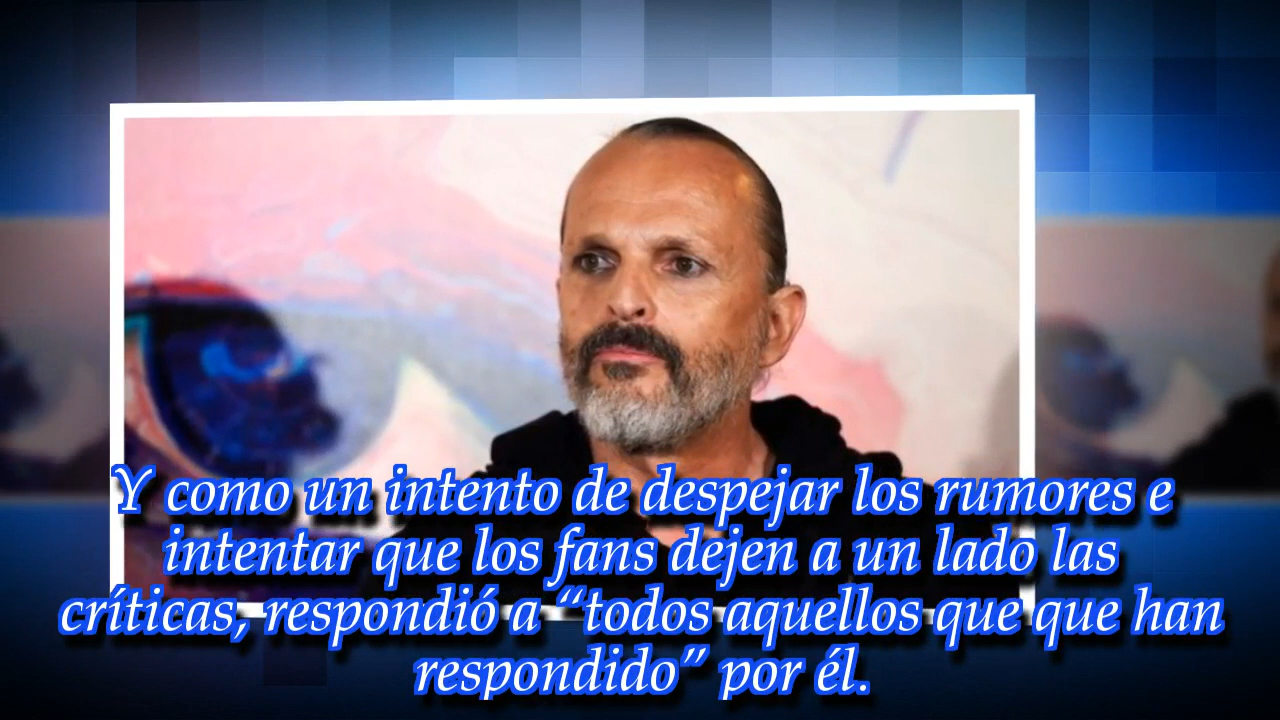 Y como un intento de despejar los rumores e
intentar que los fans dejen a un lado las
críticas, respondió a “todos aquellos que que han
respondido” por él.